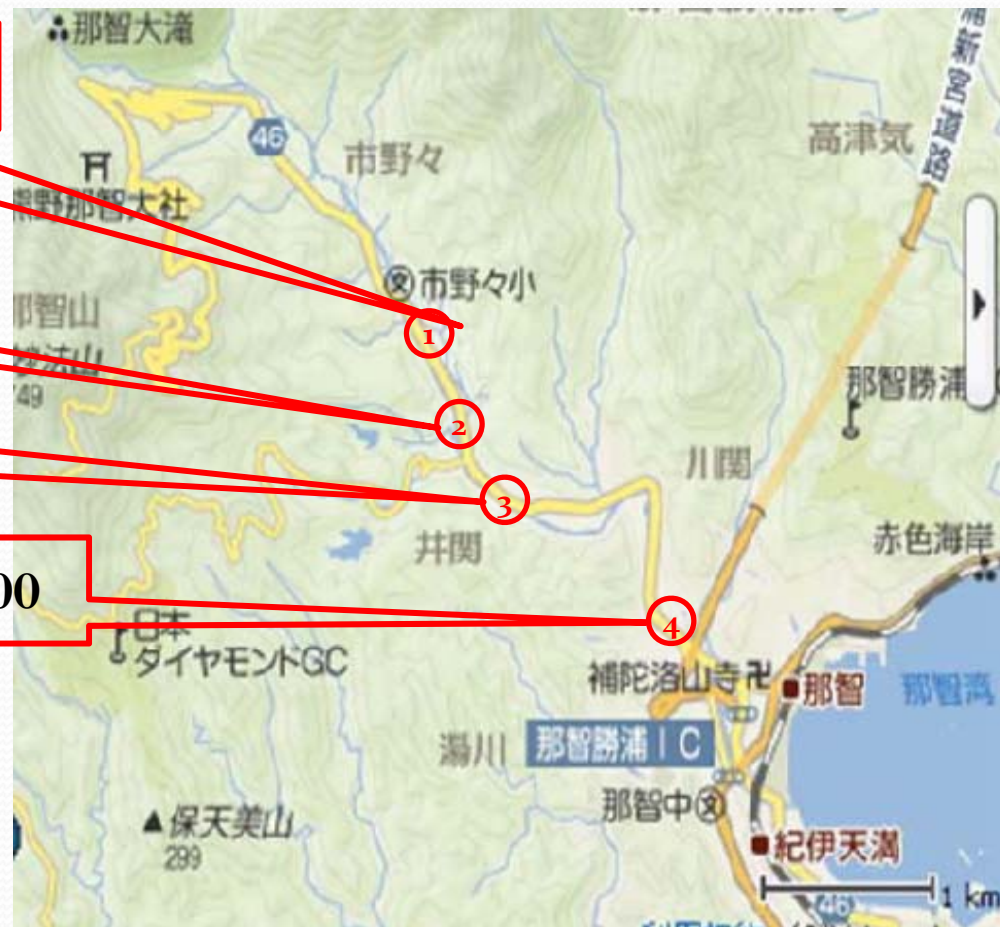 那智大滝
46
市野々
高津気
熊野那智大社
市野々小
1
那智山
妙法山
749
那智勝浦
2
川関
3
井関
赤色海岸
00
日本
ダイヤモンドGC
4
補陀洛山寺
那智
那智湾
湯川
那智勝浦IC
那智中
保天美山
299
紀伊天満
1 km
46